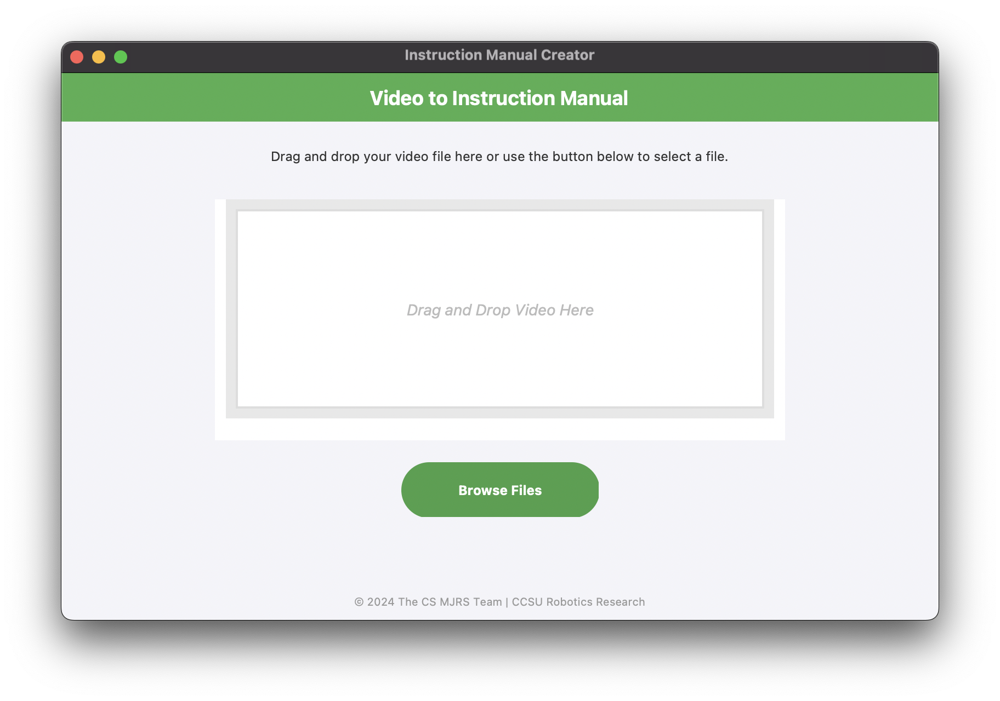 Instruction Manual Creator
Video to Instruction Manual
Drag and drop your video file here or use the button below to select a file.
Drag and Drop Video Here
Browse Files
© 2024 The CS MJRS Team | CCSU Robotics Research